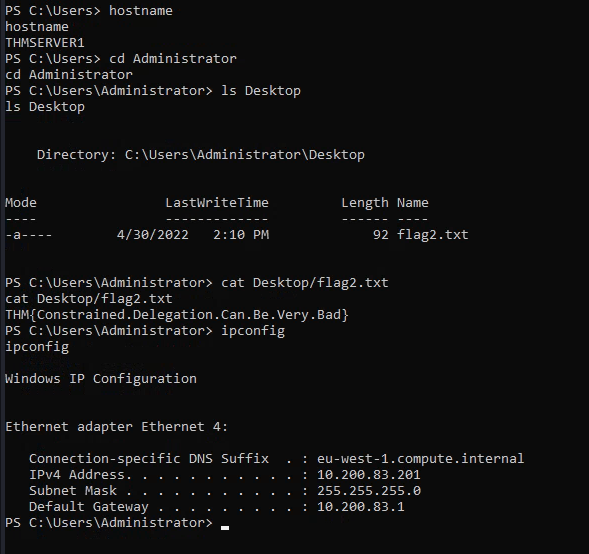 PS C:\Users> hostname
hostname
THMSERVER1
PS C:\Users> cd Administrator
cd Administrator
PS C:\Users\Administrator> ls Desktop
ls Desktop
    Directory: C:\Users\Administrator\Desktop
Mode                LastWriteTime         Length Name
----                -------------         ------ ----
-a----        4/30/2022   2:10 PM             92 flag2.txt
PS C:\Users\Administrator> cat Desktop/flag2.txt
cat Desktop/flag2.txt
THM{Constrained.Delegation.Can.Be.Very.Bad}
PS C:\Users\Administrator> ipconfig
ipconfig
Windows IP Configuration
Ethernet adapter Ethernet 4:
   Connection-specific DNS Suffix  . : eu-west-1.compute.internal
   IPv4 Address. . . . . . . . . . . : 10.200.83.201
   Subnet Mask . . . . . . . . . . . : 255.255.255.0
   Default Gateway . . . . . . . . . : 10.200.83.1
PS C:\Users\Administrator>